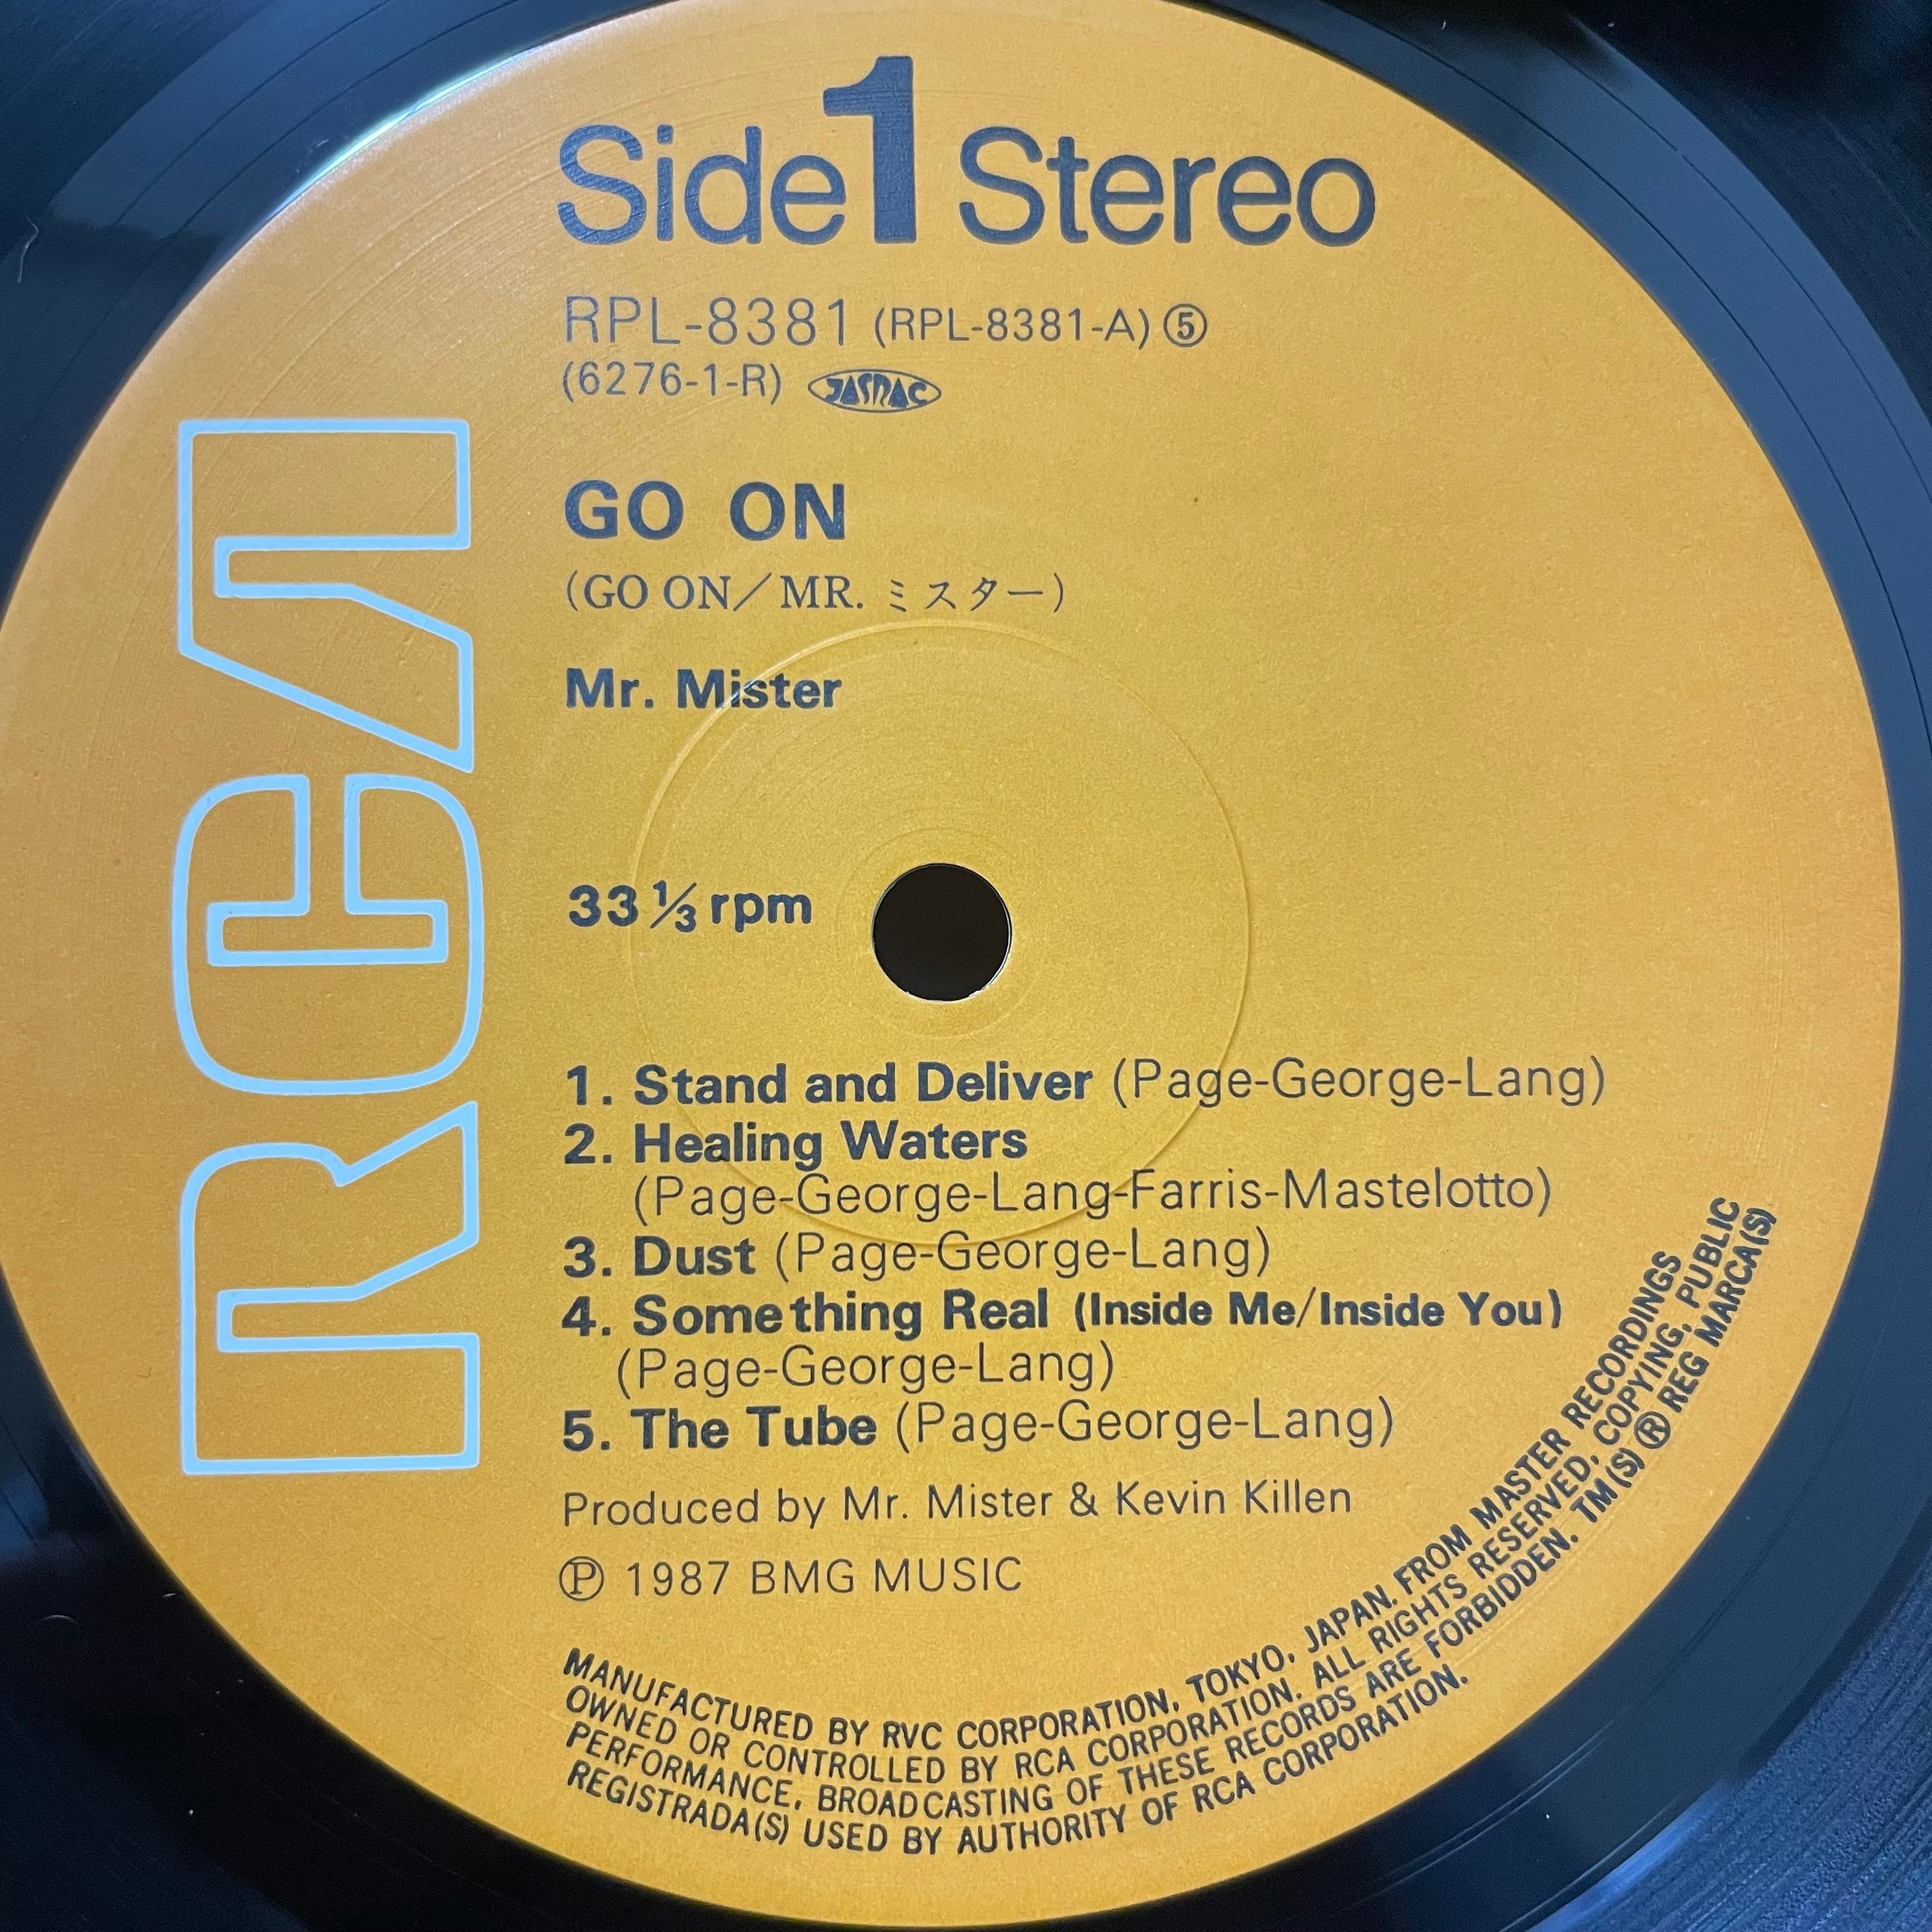 Side 1 Stereo
RPL-8381 (RPL-8381-A) ⑤
(6276-1-R) JASRAC
RCA
GO ON
(GO ON/MR. ミスター)
Mr. Mister
33 1/3 rpm
1. Stand and Deliver (Page-George-Lang)
2. Healing Waters
(Page-George-Lang-Farris-Mastelotto)
3. Dust (Page-George-Lang)
4. Something Real (Inside Me/Inside You)
(Page-George-Lang)
5. The Tube (Page-George-Lang)
Produced by Mr. Mister & Kevin Killen
Ⓟ 1987 BMG MUSIC
MANUFACTURED BY RVC CORPORATION, TOKYO, JAPAN. FROM MASTER RECORDINGS
OWNED OR CONTROLLED BY RCA CORPORATION. ALL RIGHTS RESERVED, COPYING, PUBLIC
PERFORMANCE, BROADCASTING OF THESE RECORDS ARE FORBIDDEN. TM(S) ® REG MARCA(S)
REGISTRADA(S) USED BY AUTHORITY OF RCA CORPORATION.